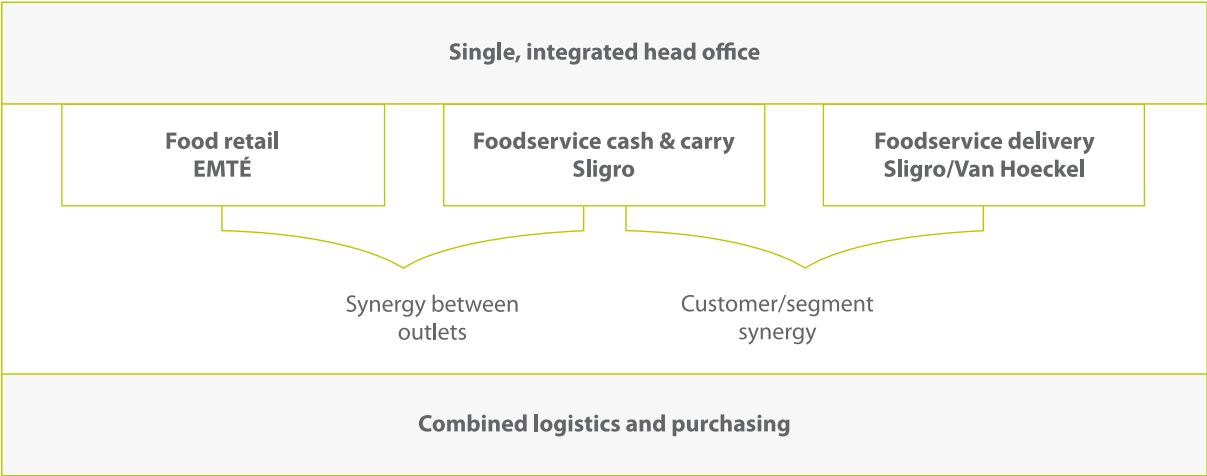 Single, integrated head office
Food retail
EMTÉ
Foodservice cash & carry
Sligro
Foodservice delivery
Sligro/Van Hoeckel
Synergy between
outlets
Customer/segment
synergy
Combined logistics and purchasing